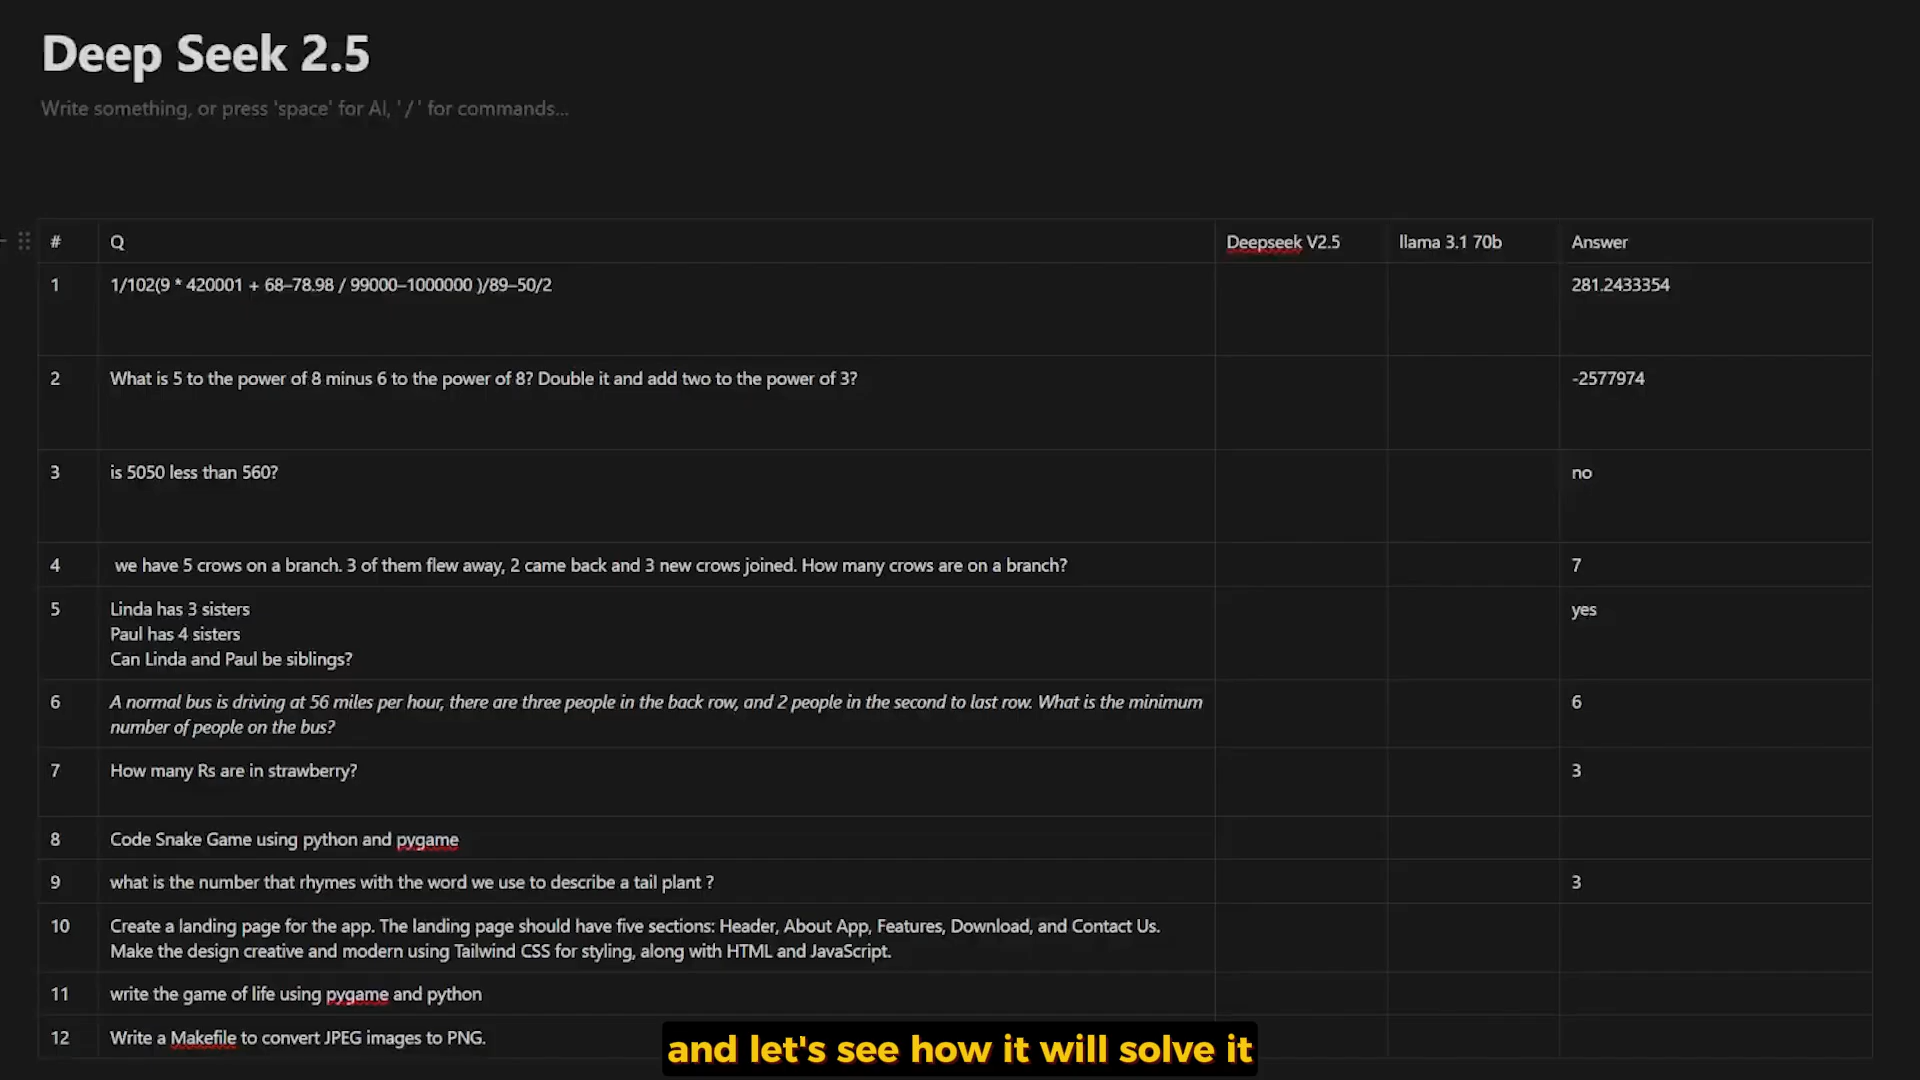 Deep Seek 2.5
Write something, or press 'space' for AI, '/' for commands...
# Q Deepseek V2.5 llama 3.1 70b Answer
1 1/102(9 * 420001 + 68–78.98 / 99000–1000000 )/89–50/2 281.2433354
2 What is 5 to the power of 8 minus 6 to the power of 8? Double it and add two to the power of 3? -2577974
3 is 5050 less than 560? no
4 we have 5 crows on a branch. 3 of them flew away, 2 came back and 3 new crows joined. How many crows are on a branch? 7
5 Linda has 3 sisters yes
Paul has 4 sisters
Can Linda and Paul be siblings?
6 A normal bus is driving at 56 miles per hour, there are three people in the back row, and 2 people in the second to last row. What is the minimum 6
number of people on the bus?
7 How many Rs are in strawberry? 3
8 Code Snake Game using python and pygame
9 what is the number that rhymes with the word we use to describe a tail plant ? 3
10 Create a landing page for the app. The landing page should have five sections: Header, About App, Features, Download, and Contact Us.
Make the design creative and modern using Tailwind CSS for styling, along with HTML and JavaScript.
11 write the game of life using pygame and python
12 Write a Makefile to convert JPEG images to PNG.
and let's see how it will solve it